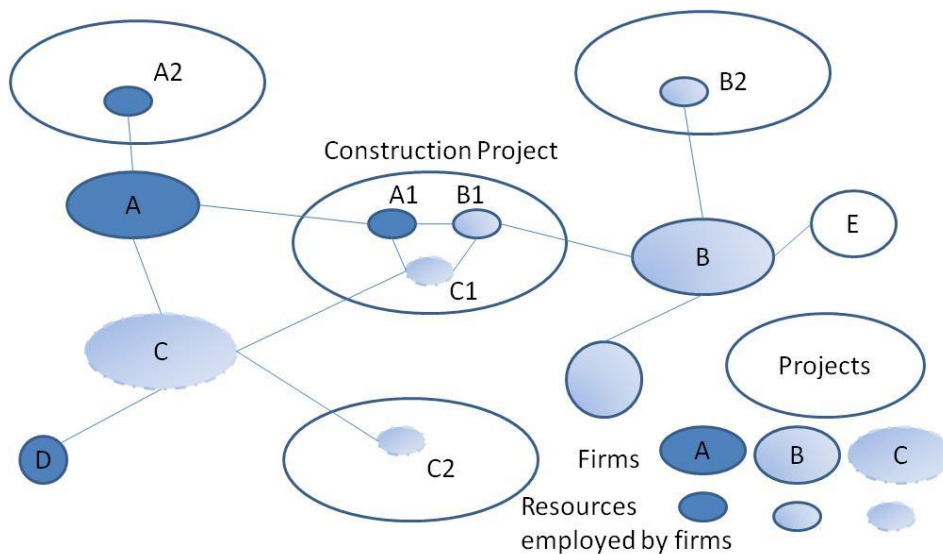 A2
B2
Construction Project
A
A1
B1
E
B
C1
C
Projects
D
C2
Firms
A
B
C
Resources
employed by firms